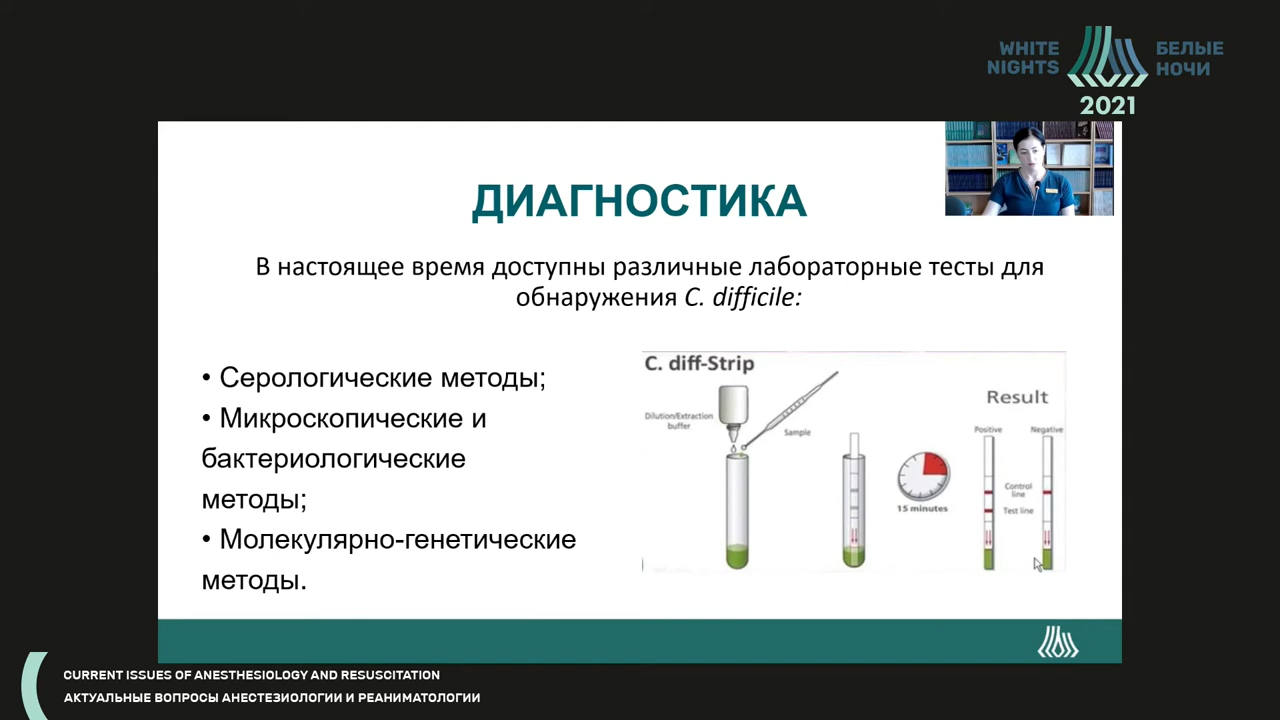 WHITE NIGHTS
БЕЛЫЕ НОЧИ
2021
ДИАГНОСТИКА
В настоящее время доступны различные лабораторные тесты для
обнаружения C. difficile:
• Серологические методы;
• Микроскопические и
бактериологические
методы;
• Молекулярно-генетические
методы.
C. diff-Strip
Dilution/Extraction
buffer
Sample
15 minutes
Result
Positive
Negative
Control
line
Test line
CURRENT ISSUES OF ANESTHESIOLOGY AND RESUSCITATION
АКТУАЛЬНЫЕ ВОПРОСЫ АНЕСТЕЗИОЛОГИИ И РЕАНИМАТОЛОГИИ